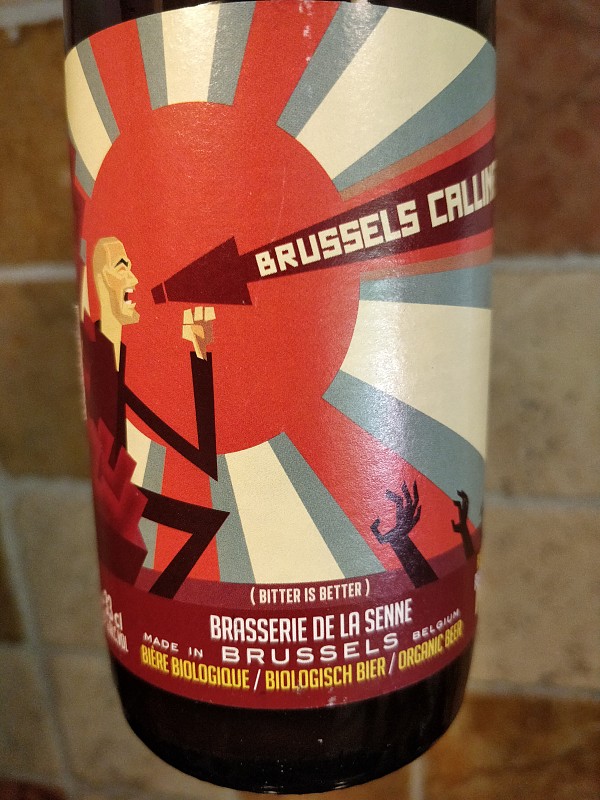 BRUSSELS CALLIN
( BITTER IS BETTER )
BRASSERIE DE LA SENNE
MADE IN BRUSSELS BELGIUM
BIÈRE BIOLOGIQUE / BIOLOGISCH BIER / ORGANIC BEER